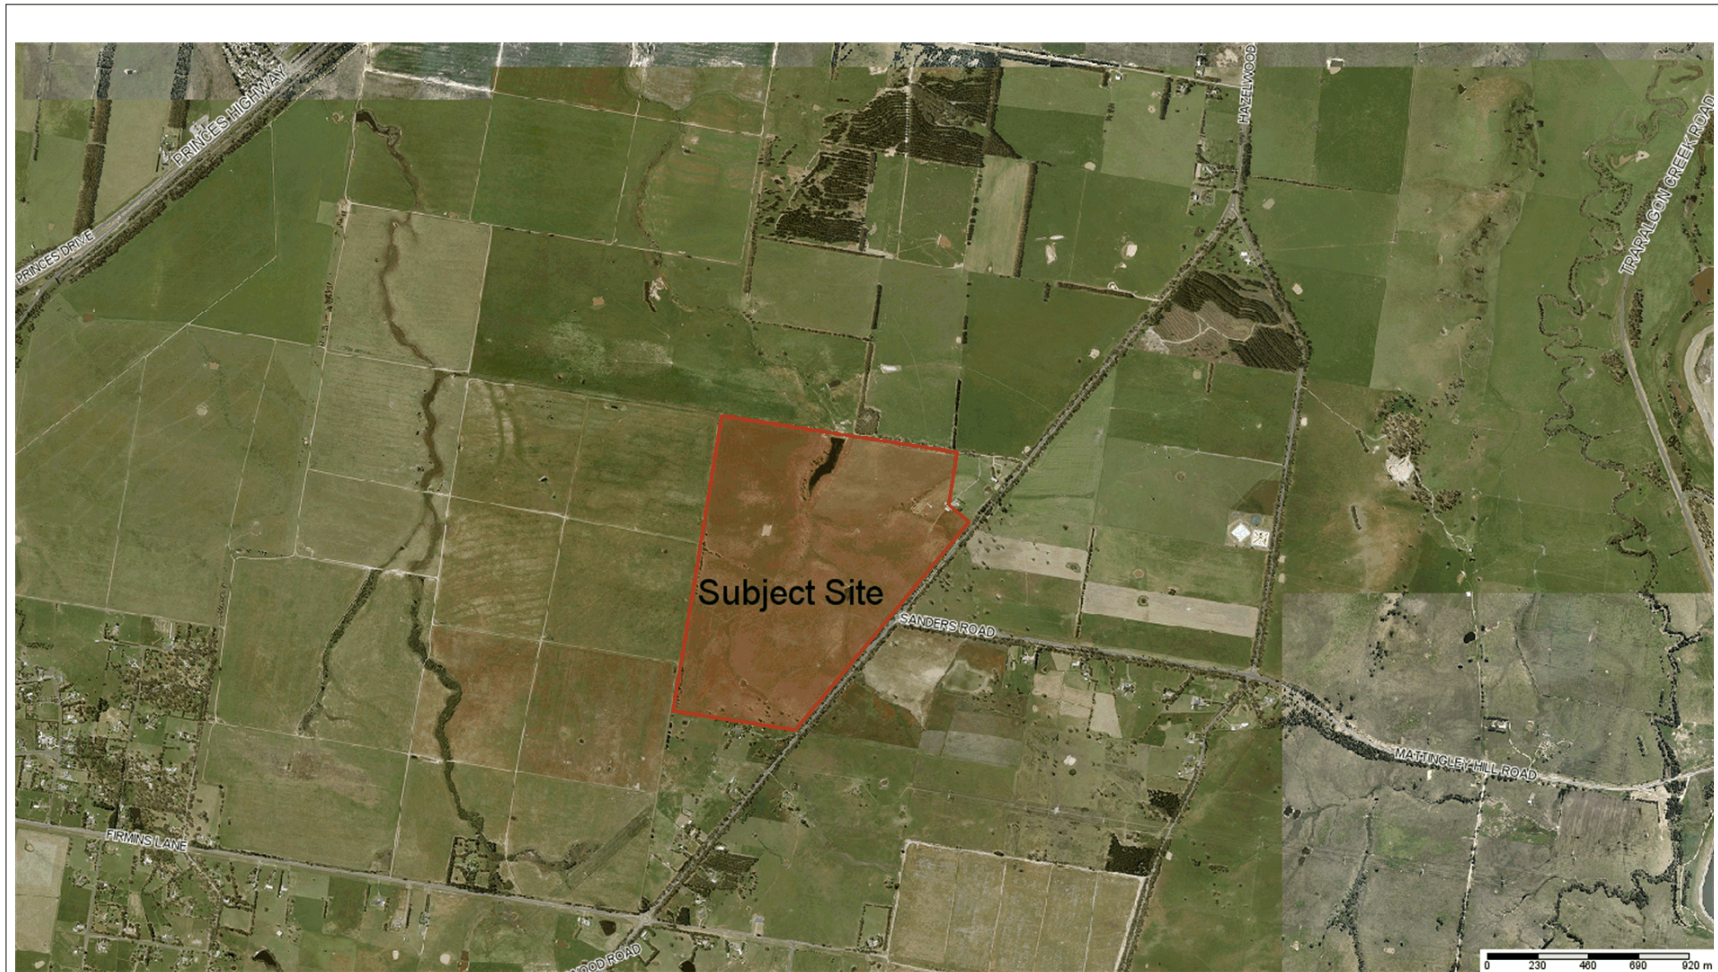 HAZELWOOD
PRINCES HIGHWAY
TRARALGON CREEK ROAD
PRINCES DRIVE
Subject Site
SANDERS ROAD
MATTINGLEY HILL ROAD
FIRMINS LANE
WOOD ROAD
0 230 460 690 920 m